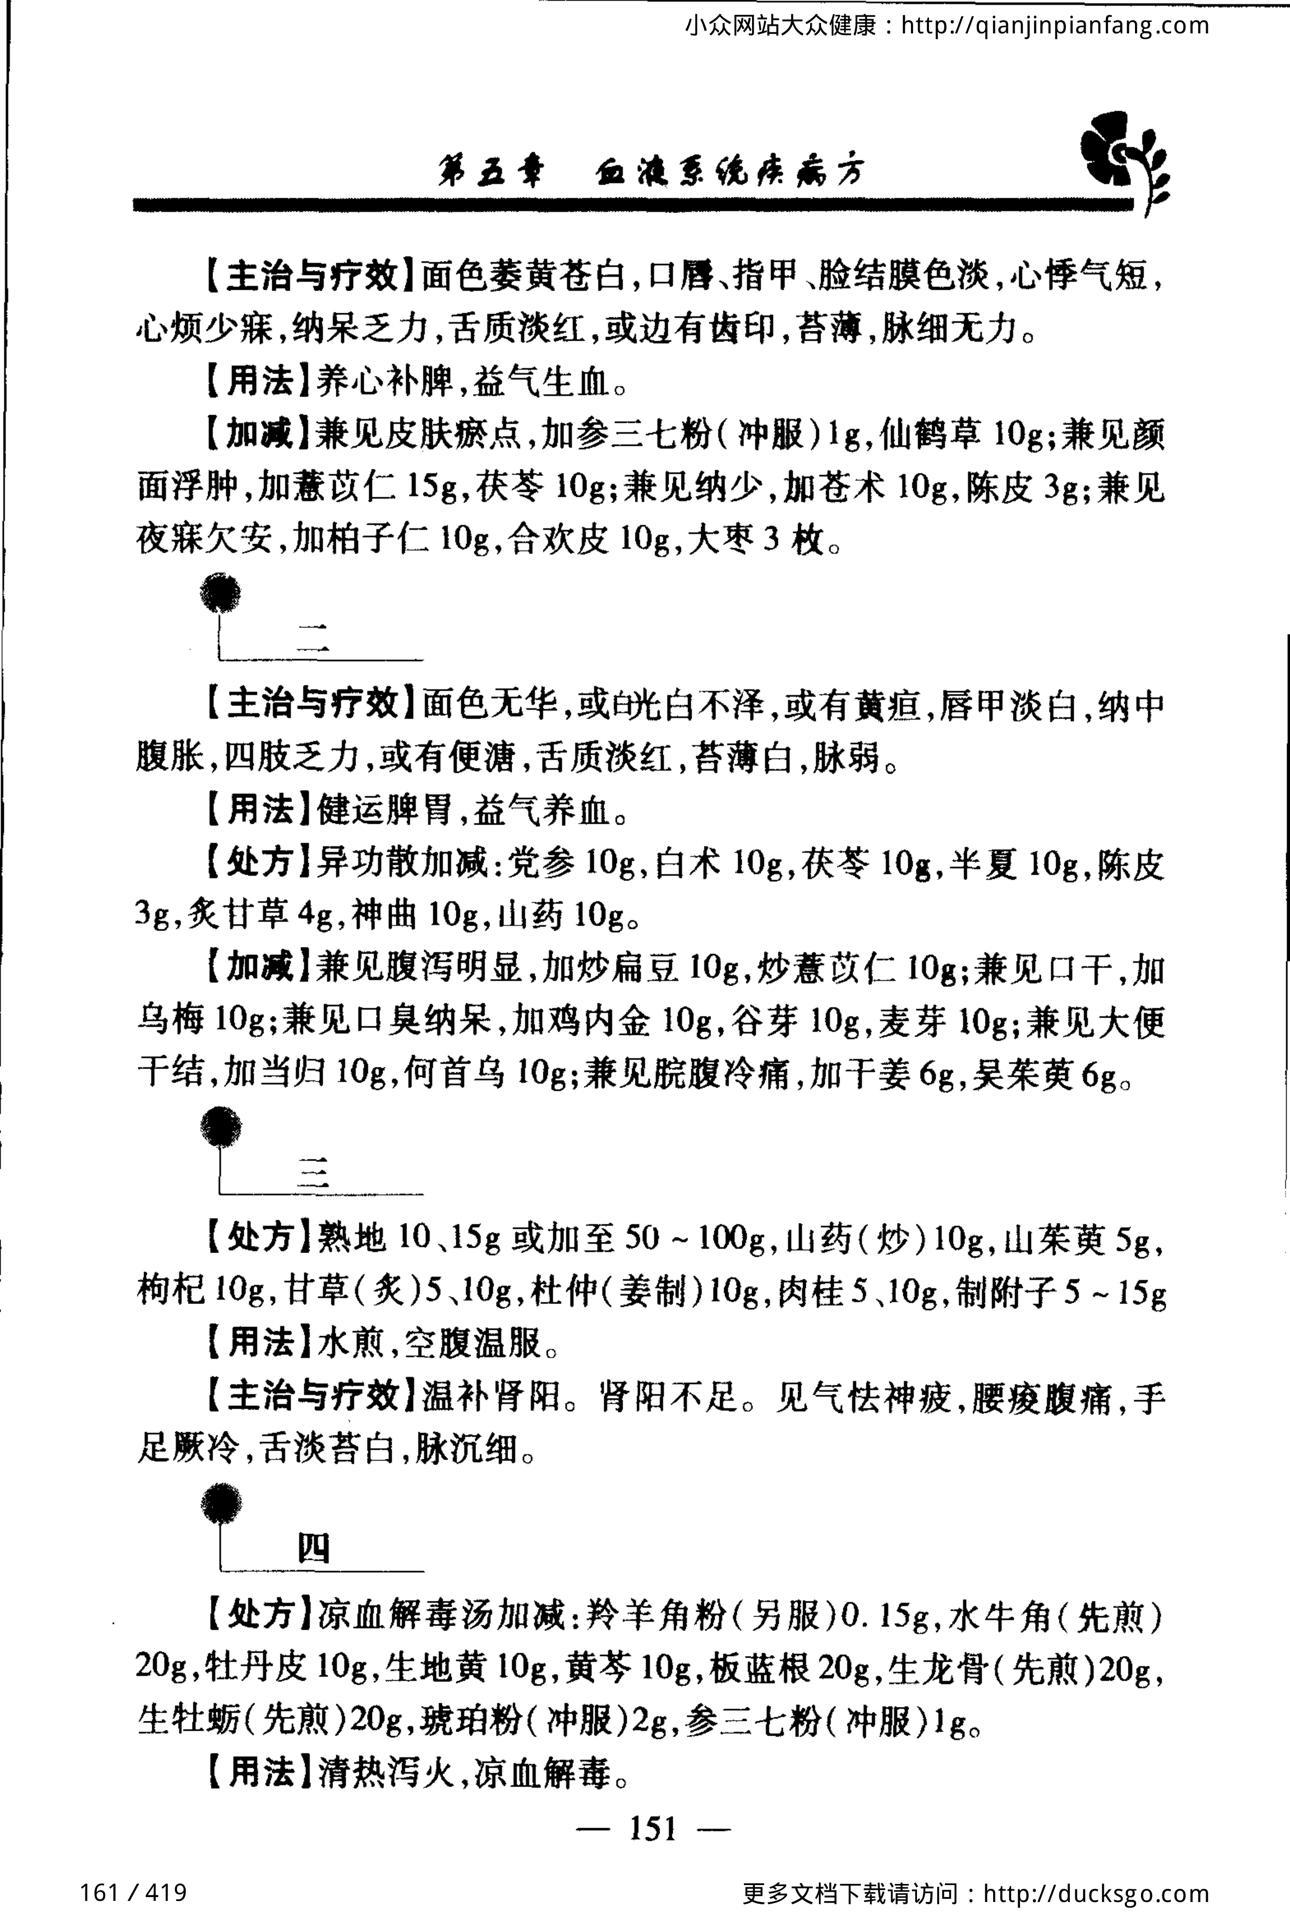 小众网站大众健康：http://qianjinpianfang.com
第五章 血液系统疾病方
【主治与疗效】面色萎黄苍白,口唇、指甲、脸结膜色淡,心悸气短,
心烦少寐,纳呆乏力,舌质淡红,或边有齿印,苔薄,脉细无力。
【用法】养心补脾,益气生血。
【加减】兼见皮肤瘀点,加参三七粉(冲服)1g,仙鹤草 10g;兼见颜
面浮肿,加薏苡仁 15g,茯苓 10g;兼见纳少,加苍术 10g,陈皮 3g;兼见
夜寐欠安,加柏子仁 10g,合欢皮 10g,大枣 3 枚。
二
【主治与疗效】面色无华,或白光白不泽,或有黄疸,唇甲淡白,纳中
腹胀,四肢乏力,或有便溏,舌质淡红,苔薄白,脉弱。
【用法】健运脾胃,益气养血。
【处方】异功散加减:党参 10g,白术 10g,茯苓 10g,半夏 10g,陈皮
3g,炙甘草 4g,神曲 10g,山药 10g。
【加减】兼见腹泻明显,加炒扁豆 10g,炒薏苡仁 10g;兼见口干,加
乌梅 10g;兼见口臭纳呆,加鸡内金 10g,谷芽 10g,麦芽 10g;兼见大便
干结,加当归 10g,何首乌 10g;兼见脘腹冷痛,加干姜 6g,吴茱萸 6g。
三
【处方】熟地 10、15g 或加至 50～100g,山药(炒)10g,山茱萸 5g,
枸杞 10g,甘草(炙)5、10g,杜仲(姜制)10g,肉桂 5、10g,制附子 5～15g
【用法】水煎,空腹温服。
【主治与疗效】温补肾阳。肾阳不足。见气怯神疲,腰痠腹痛,手
足厥冷,舌淡苔白,脉沉细。
四
【处方】凉血解毒汤加减:羚羊角粉(另服)0.15g,水牛角(先煎)
20g,牡丹皮 10g,生地黄 10g,黄芩 10g,板蓝根 20g,生龙骨(先煎)20g,
生牡蛎(先煎)20g,琥珀粉(冲服)2g,参三七粉(冲服)1g。
【用法】清热泻火,凉血解毒。
— 151 —
161 / 419
更多文档下载请访问：http://ducksgo.com